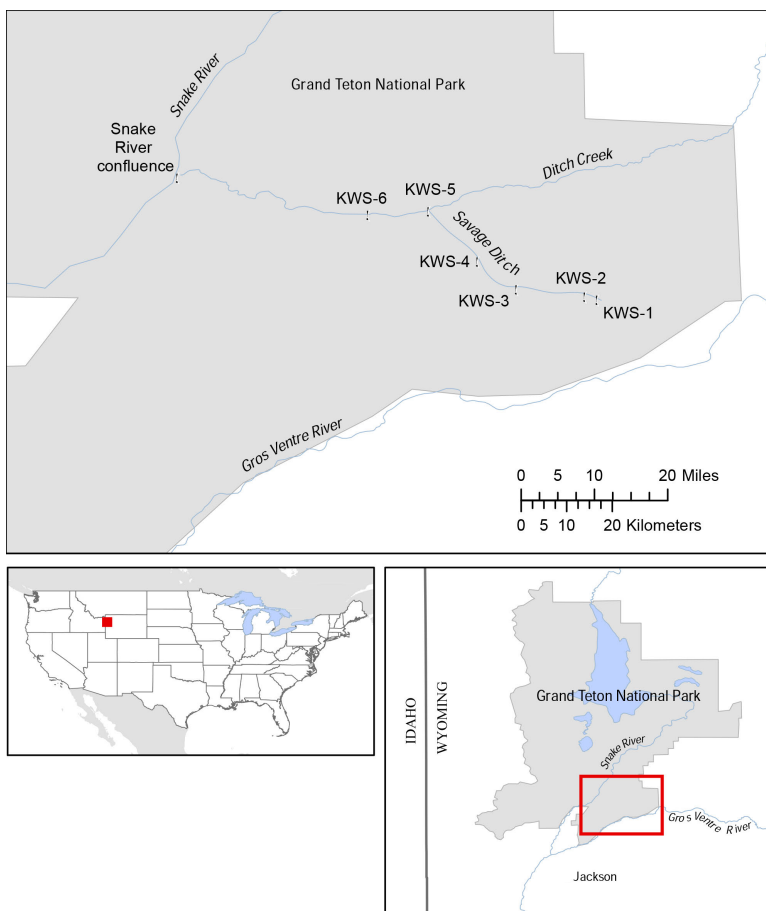 Snake River
Grand Teton National Park
Snake
River
confluence
Ditch Creek
KWS-6
KWS-5
Savage Ditch
KWS-4
KWS-3
KWS-2
KWS-1
Gros Ventre River
0 5 10 20 Miles
0 5 10 20 Kilometers
IDAHO
WYOMING
Grand Teton National Park
Snake River
Gros Ventre River
Jackson